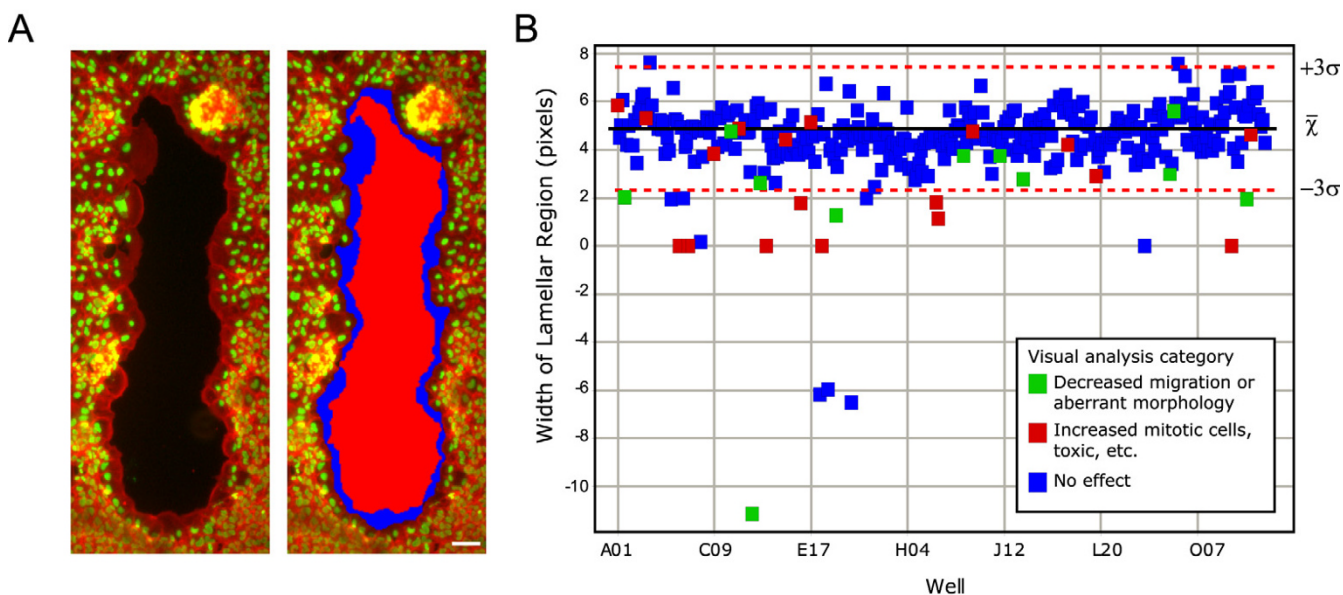 A
B
Width of Lamellar Region (pixels)
8
6
4
2
0
-2
-4
-6
-8
-10
+3σ
χ̄
−3σ
Visual analysis category
Decreased migration or
aberrant morphology
Increased mitotic cells,
toxic, etc.
No effect
A01
C09
E17
H04
J12
L20
O07
Well